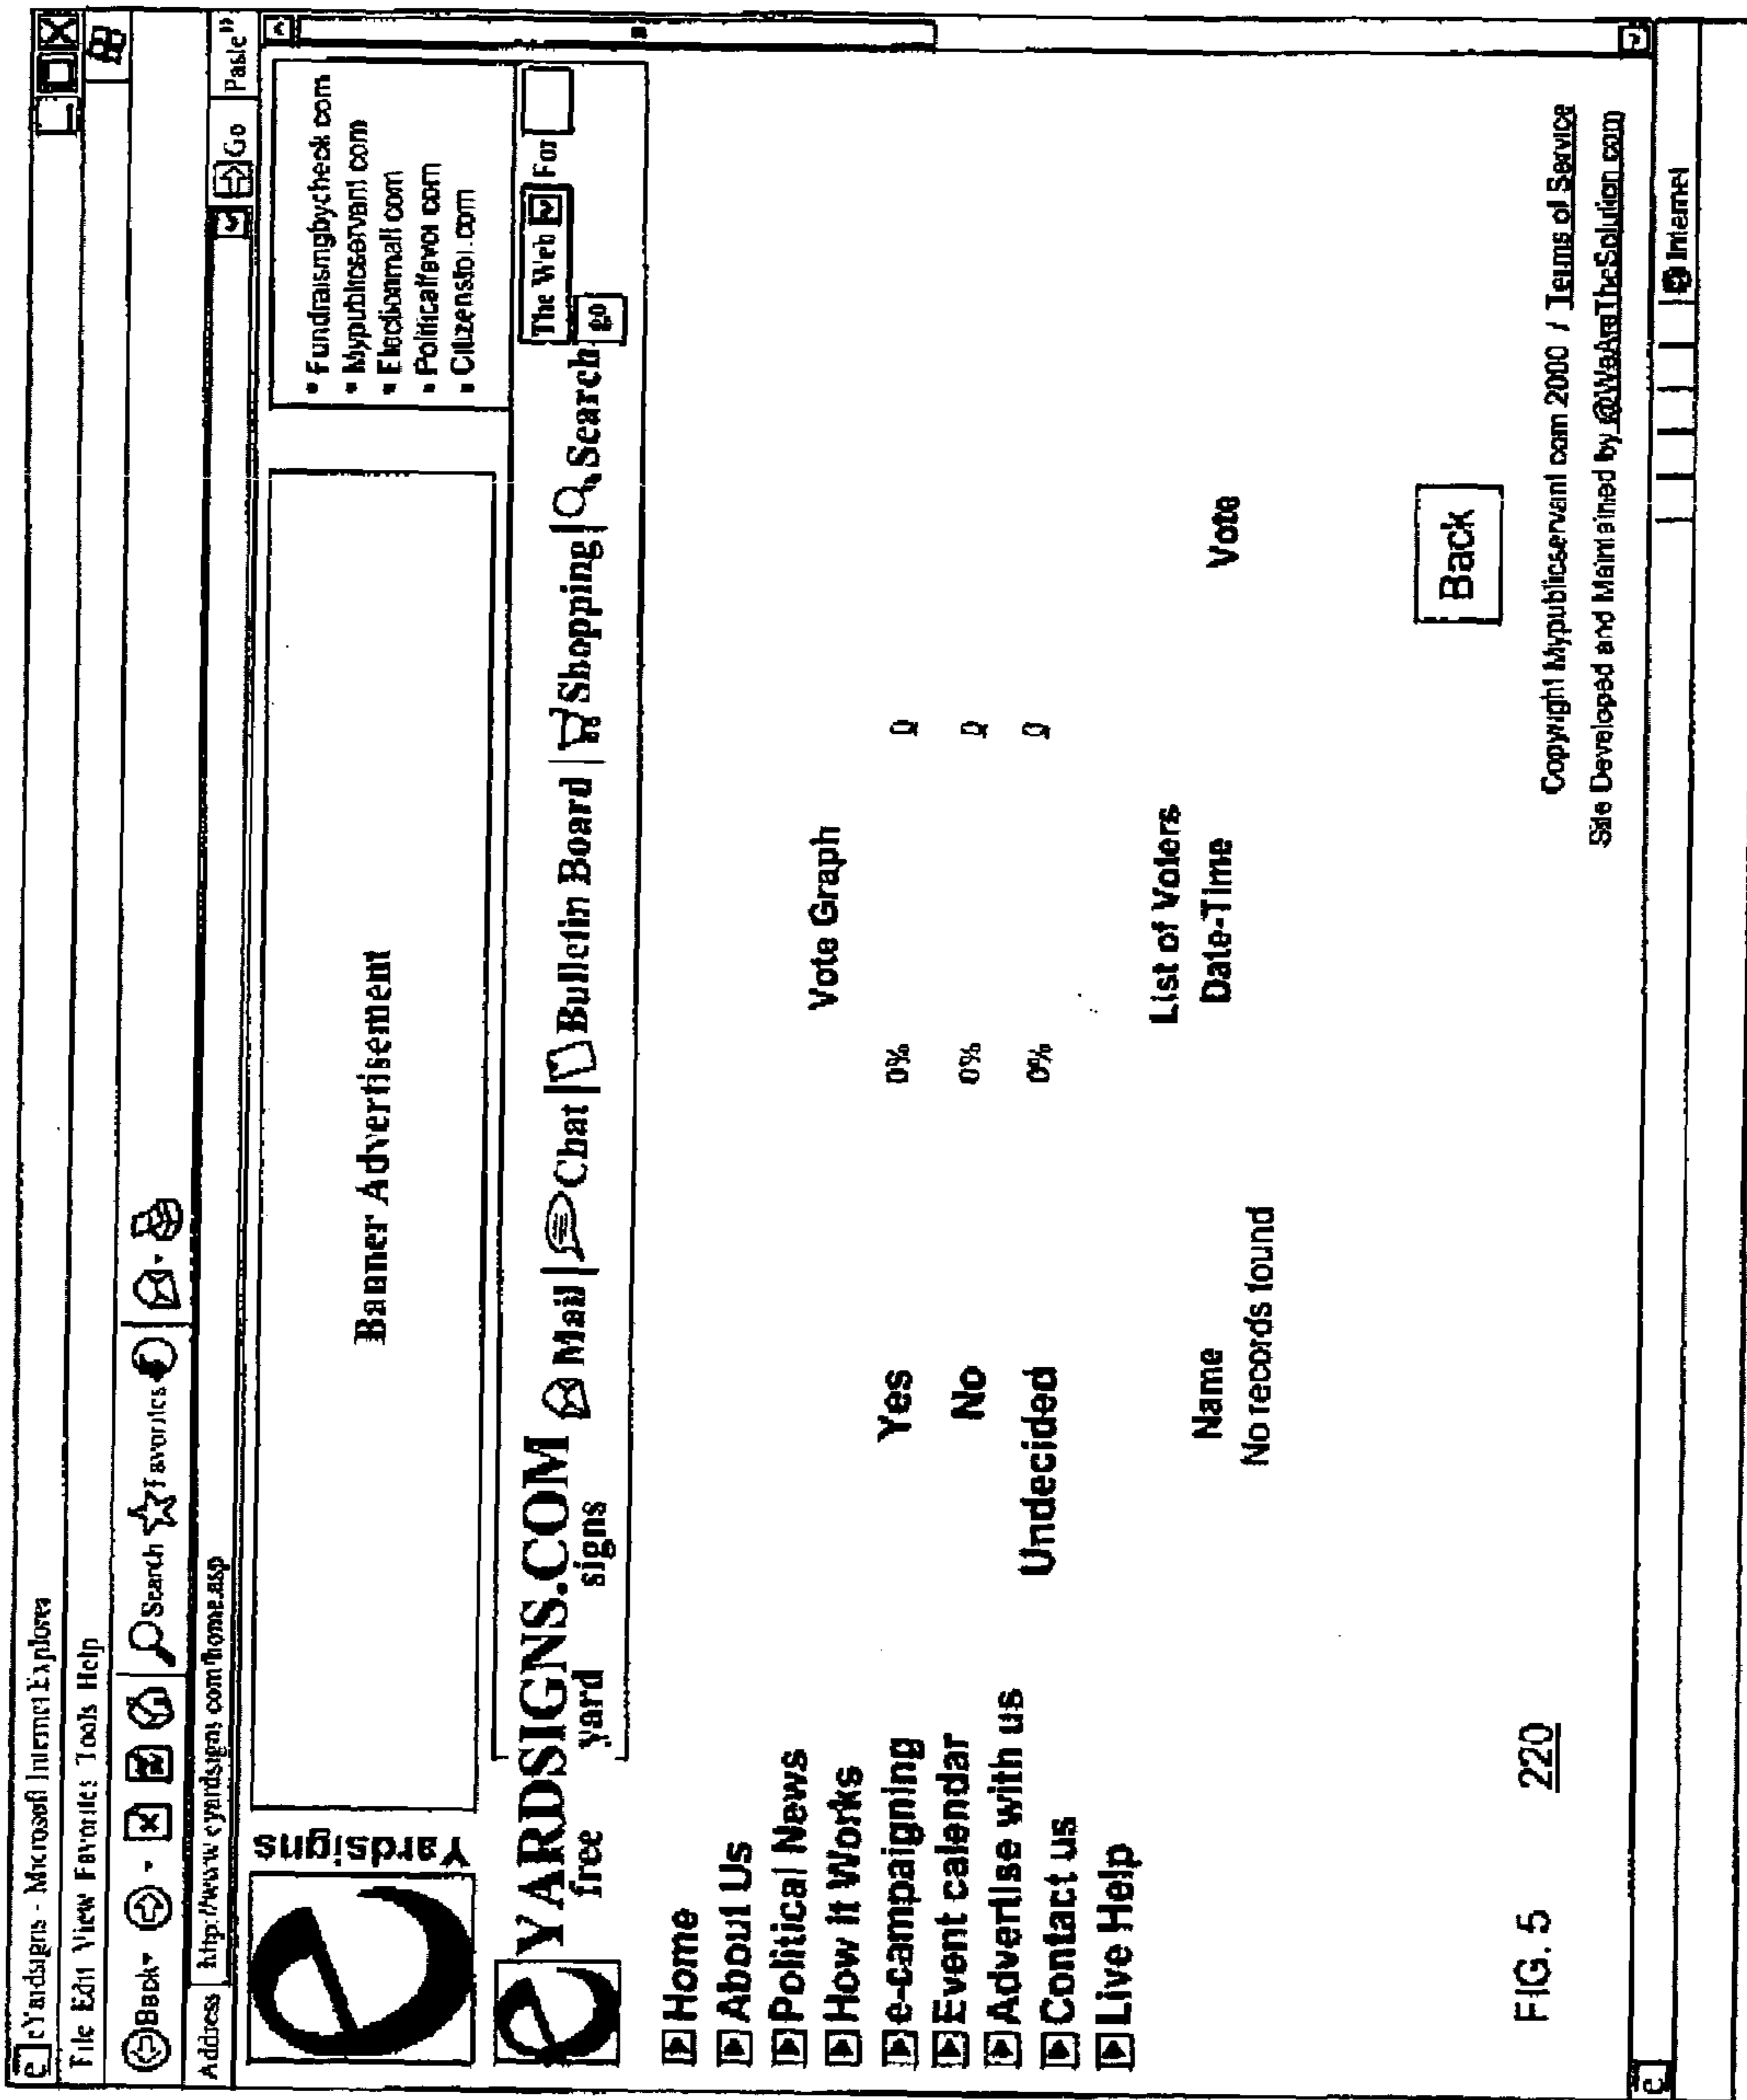 eYardsigns - Microsoft Internet Explorer
File Edit View Favorites Tools Help
Back Search Favorites
Address http://www.eyardsigns.com/home.asp Go Paste »
Yardsigns
Banner Advertisement
• Fundraisingbycheck com
• Mypublicservant com
• Electionmall com
• Politicalfavor com
• Citizensfor.com
e YARDSIGNS.COM Mail | Chat | Bulletin Board | Shopping | Search The Web For
free yard signs go
Home
About Us
Political News
How it Works
e-campaigning
Event calendar
Advertise with us
Contact us
Live Help
Vote Graph
Yes 0% 0
No 0% 0
Undecided 0% 0
List of Voters
Name Date-Time Vote
No records found
Back
Copyright Mypublicservant com 2000 / Terms of Service
Site Developed and Maintained by @WeAreTheSolution com
Internet
FIG. 5 220